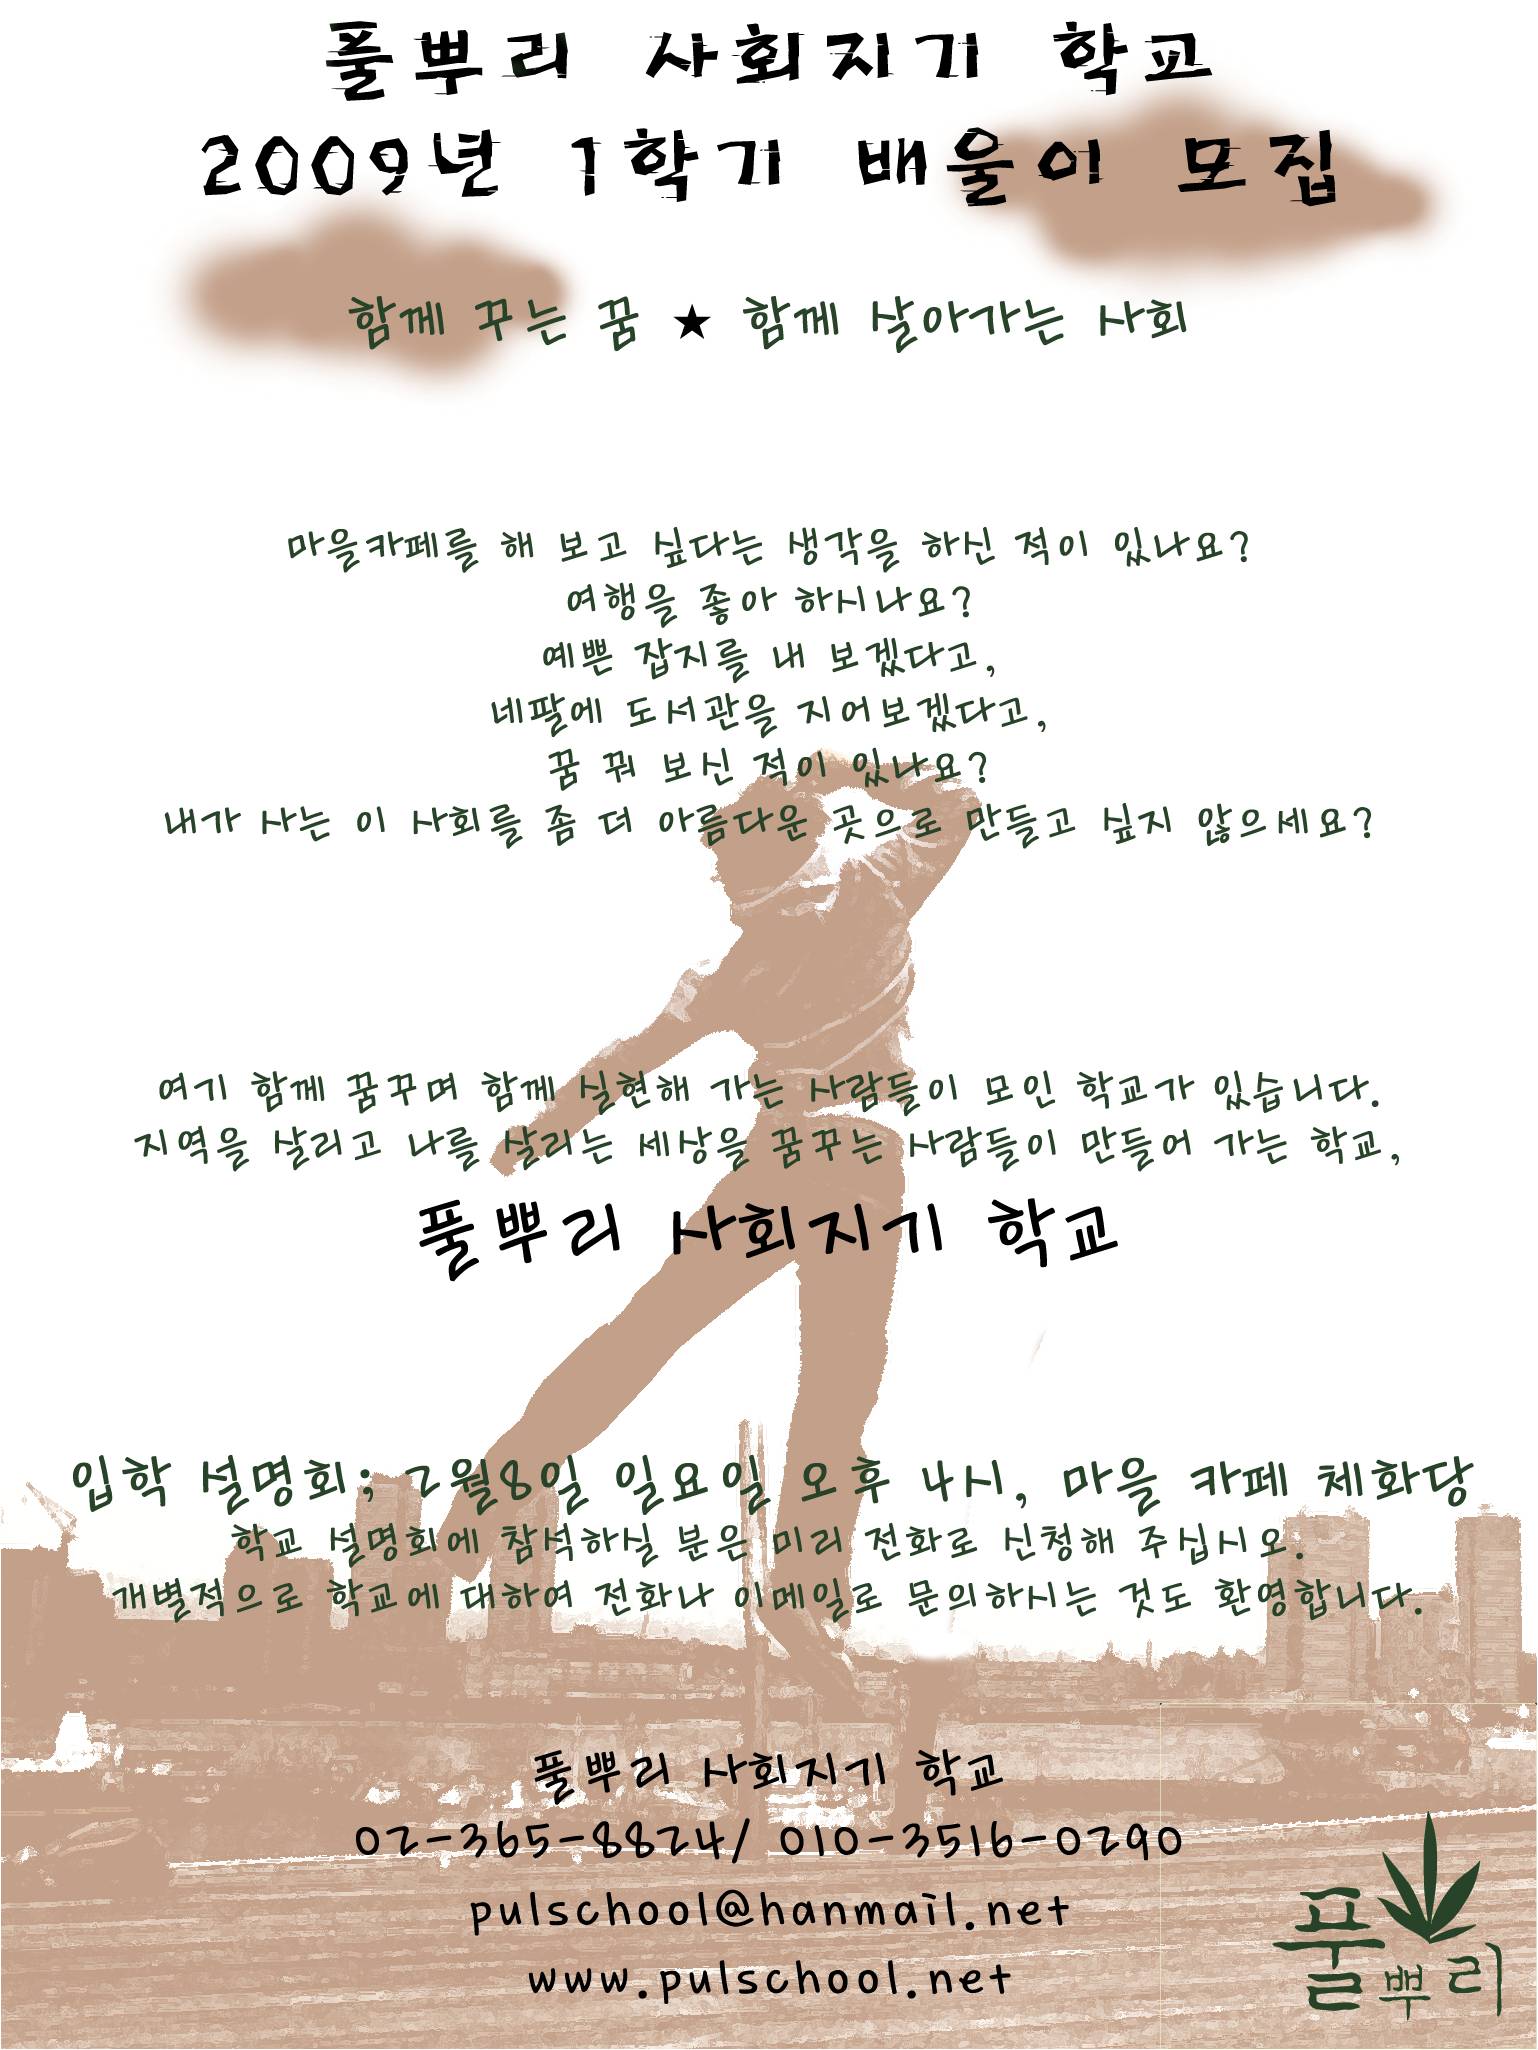 풀뿌리 사회지기 학교
2009년 1학기 배울이 모집
함께 꾸는 꿈 ★ 함께 살아가는 사회
마을카페를 해 보고 싶다는 생각을 하신 적이 있나요?
여행을 좋아 하시나요?
예쁜 잡지를 내 보겠다고,
네팔에 도서관을 지어보겠다고,
꿈 꿔 보신 적이 있나요?
내가 사는 이 사회를 좀 더 아름다운 곳으로 만들고 싶지 않으세요?
여기 함께 꿈꾸며 함께 실현해 가는 사람들이 모인 학교가 있습니다.
지역을 살리고 나를 살리는 세상을 꿈꾸는 사람들이 만들어 가는 학교,
풀뿌리 사회지기 학교
입학 설명회; 2월8일 일요일 오후 4시, 마을 카페 체화당
학교 설명회에 참석하실 분은 미리 전화로 신청해 주십시오.
개별적으로 학교에 대하여 전화나 이메일로 문의하시는 것도 환영합니다.
풀뿌리 사회지기 학교
02-365-8824/ 010-3516-0290
pulschool@hanmail.net
www.pulschool.net
풀뿌리